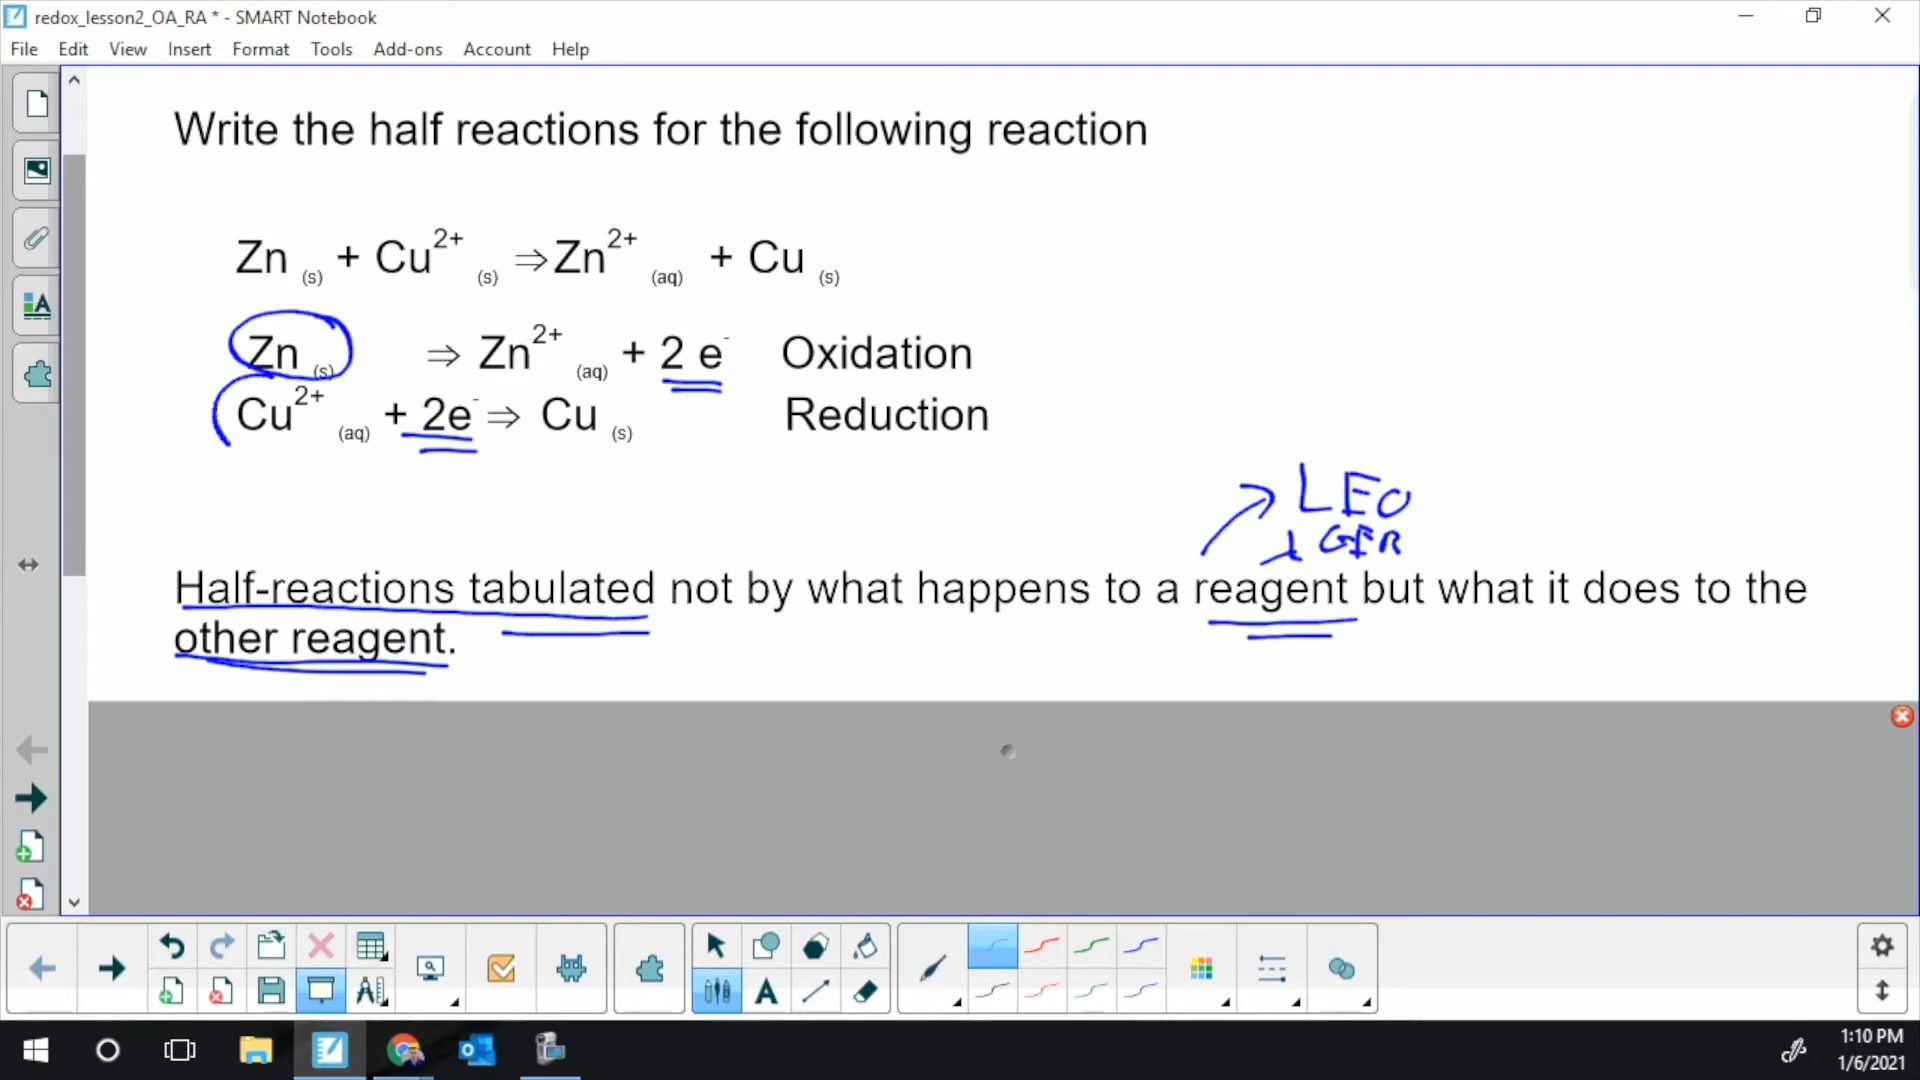 redox_lesson2_OA_RA * - SMART Notebook
File Edit View Insert Format Tools Add-ons Account Help
Write the half reactions for the following reaction
Zn (s) + Cu²⁺ (s) ⇒ Zn²⁺ (aq) + Cu (s)
Zn (s) ⇒ Zn²⁺ (aq) + 2 e⁻ Oxidation
Cu²⁺ (aq) + 2e⁻ ⇒ Cu (s) Reduction
LEO
GER
Half-reactions tabulated not by what happens to a reagent but what it does to the
other reagent.
1:10 PM
1/6/2021